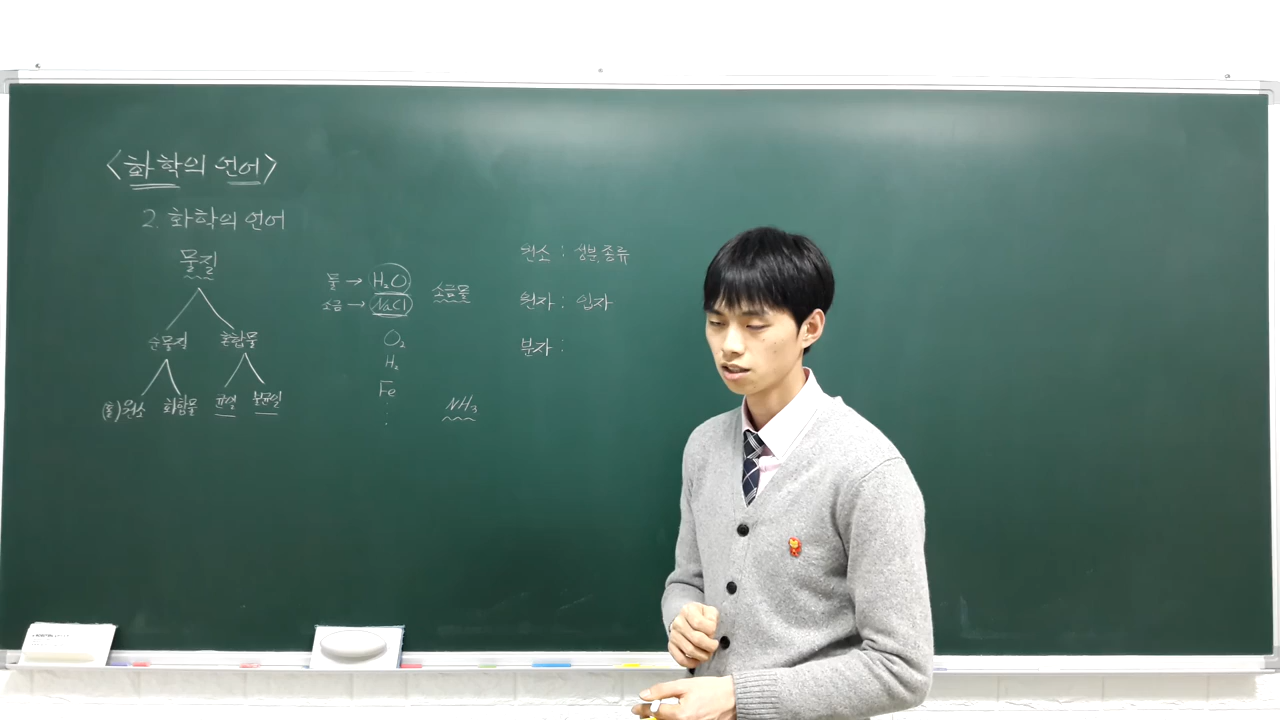 <화학의 언어>
2. 화학의 언어
물질
순물질 혼합물
(홑)원소 화합물 균일 불균일
물 → H₂O
소금 → NaCl
소금물
O₂
H₂
Fe
NH₃
원소 : 성분, 종류
원자 : 입자
분자 :